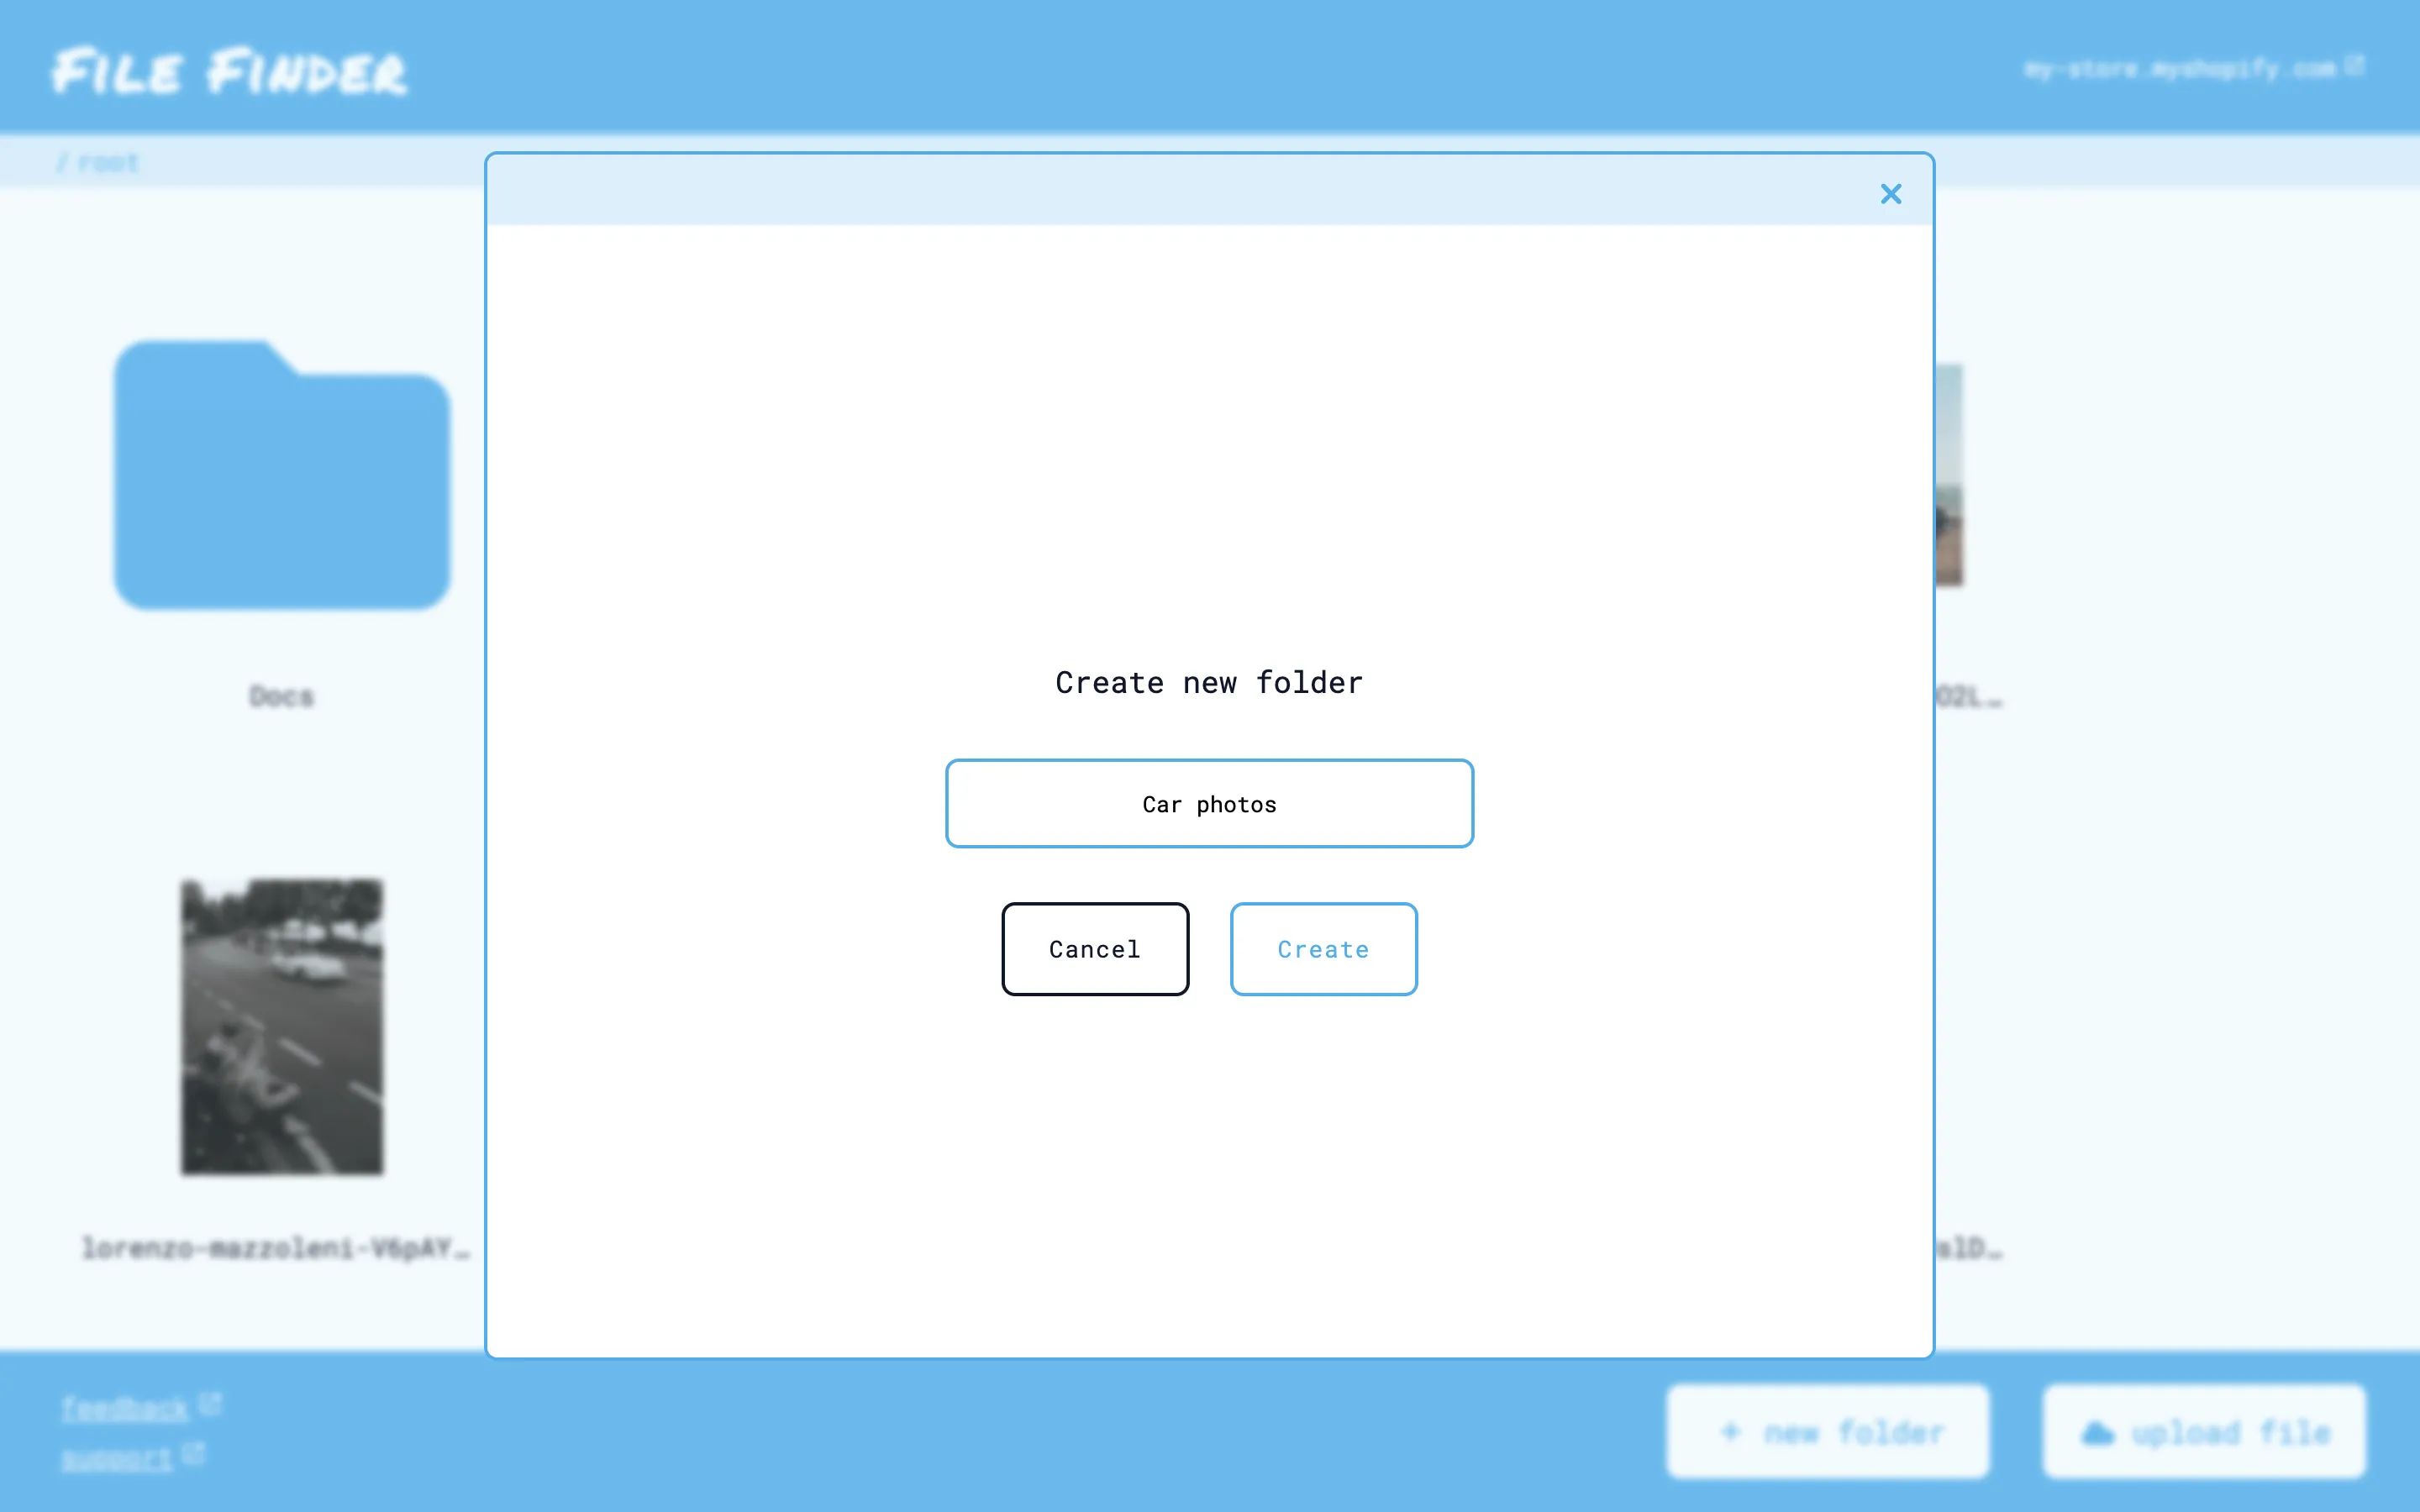 File Finder
my-store.myshopify.com
/ root
Create new folder
Car photos
Cancel
Create
Docs
O2L…
lorenzo-mazzoleni-V6pAY…
slD…
feedback
support
+ new folder
upload file